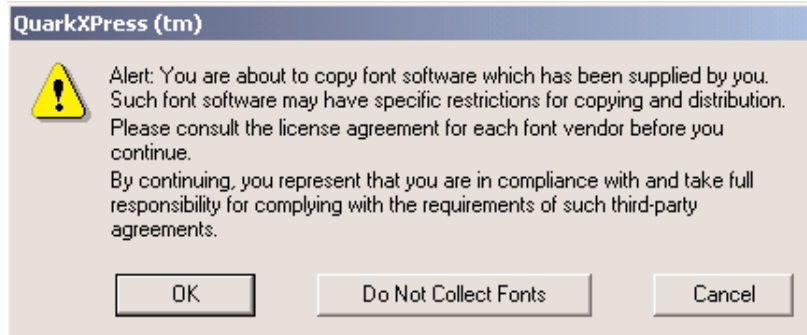 QuarkXPress (tm)
Alert: You are about to copy font software which has been supplied by you.
Such font software may have specific restrictions for copying and distribution.
Please consult the license agreement for each font vendor before you
continue.
By continuing, you represent that you are in compliance with and take full
responsibility for complying with the requirements of such third-party
agreements.
OK
Do Not Collect Fonts
Cancel